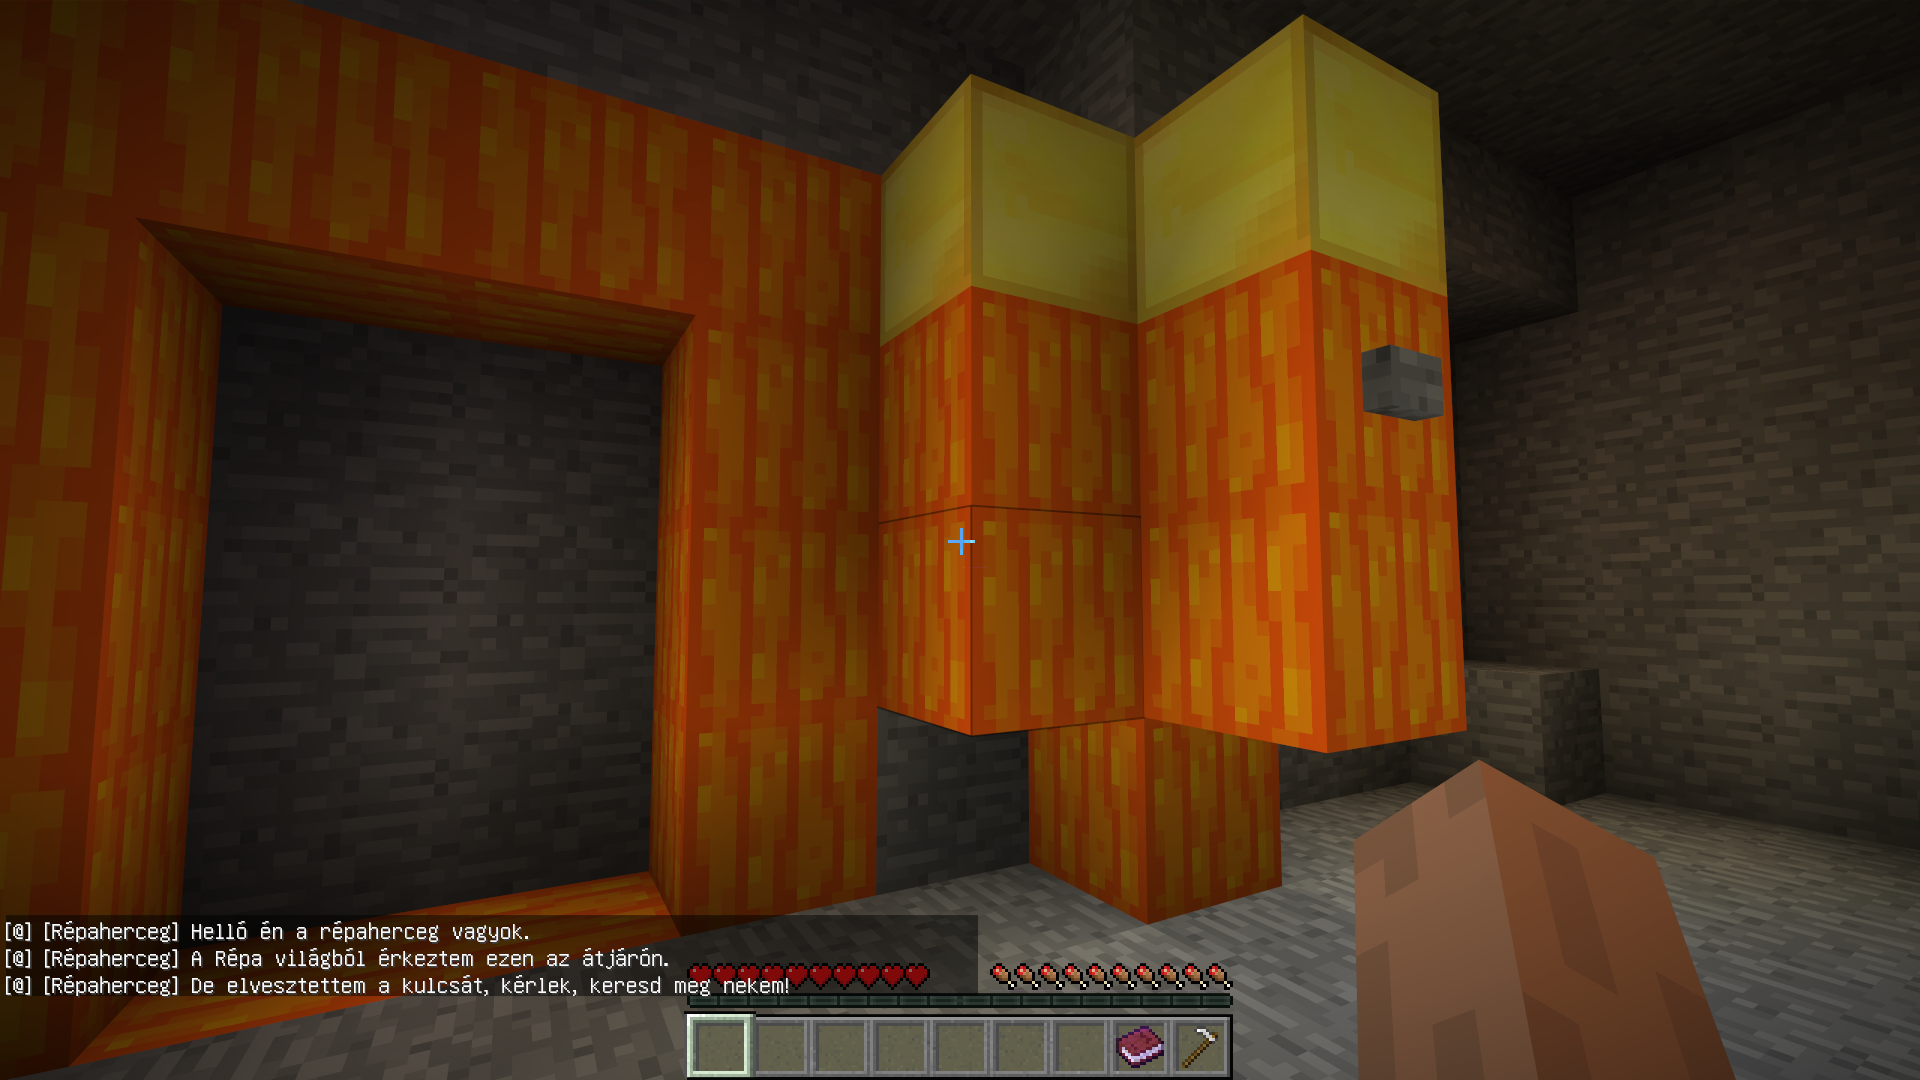 [@] [Répaherceg] Helló én a répaherceg vagyok.
[@] [Répaherceg] A Répa világból érkeztem ezen az átjárón.
[@] [Répaherceg] De elvesztettem a kulcsát, kérlek, keresd meg nekem!